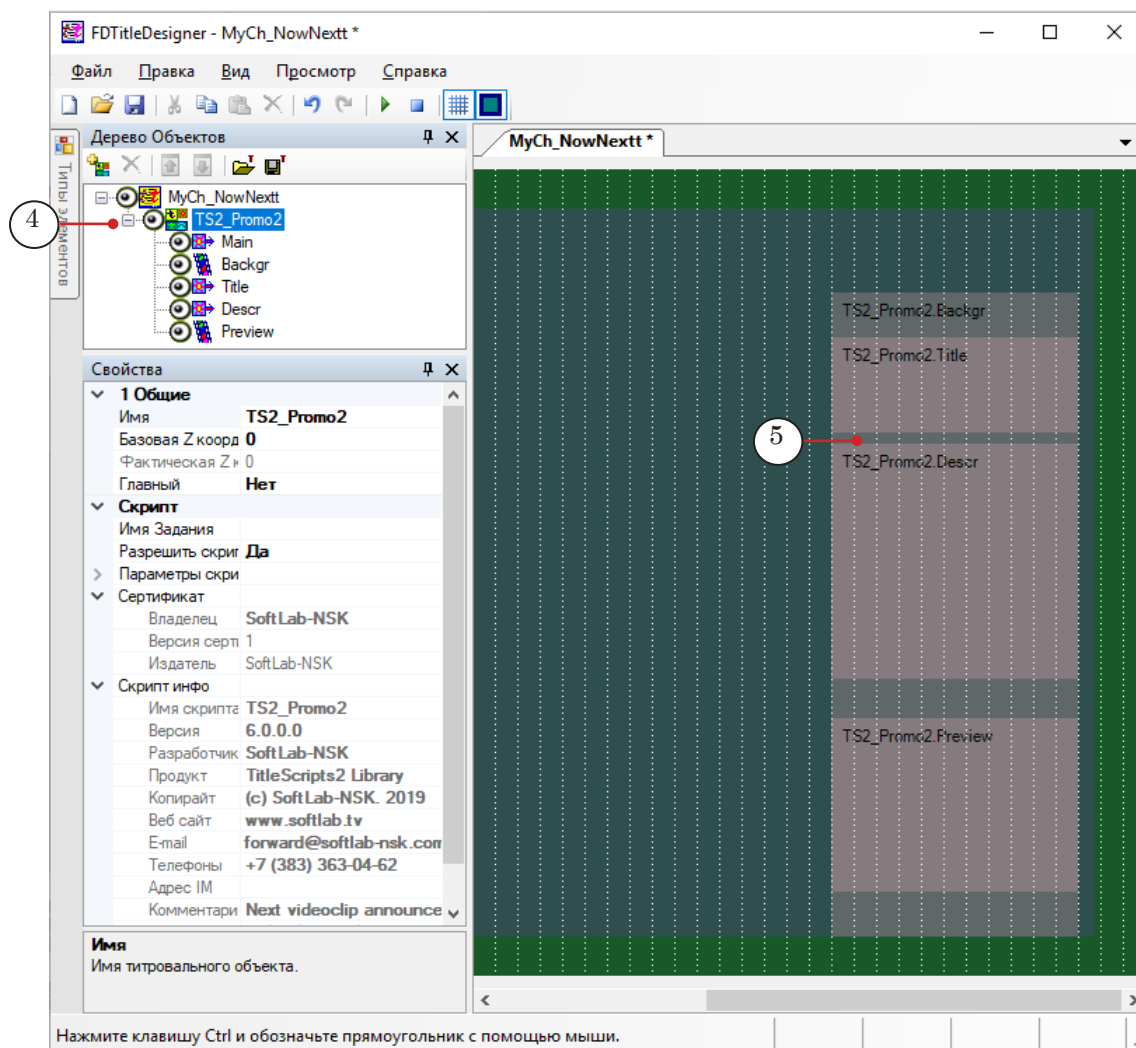 FDTitleDesigner - MyCh_NowNextt *
Файл Правка Вид Просмотр Справка
Типы элементов
Дерево Объектов
MyCh_NowNextt *
MyCh_NowNextt
4
TS2_Promo2
Main
Backgr
Title
Descr
Preview
TS2_Promo2.Backgr
TS2_Promo2.Title
5
TS2_Promo2.Descr
TS2_Promo2.Preview
Свойства
1 Общие
Имя TS2_Promo2
Базовая Z коорд 0
Фактическая Z к 0
Главный Нет
Скрипт
Имя Задания
Разрешить скрип Да
Параметры скри
Сертификат
Владелец SoftLab-NSK
Версия серти 1
Издатель SoftLab-NSK
Скрипт инфо
Имя скрипта TS2_Promo2
Версия 6.0.0.0
Разработчик SoftLab-NSK
Продукт TitleScripts2 Library
Копирайт (c) SoftLab-NSK. 2019
Веб сайт www.softlab.tv
E-mail forward@softlab-nsk.com
Телефоны +7 (383) 363-04-62
Адрес IM
Комментари Next videoclip announce
Имя
Имя титровального объекта.
Нажмите клавишу Ctrl и обозначьте прямоугольник с помощью мыши.